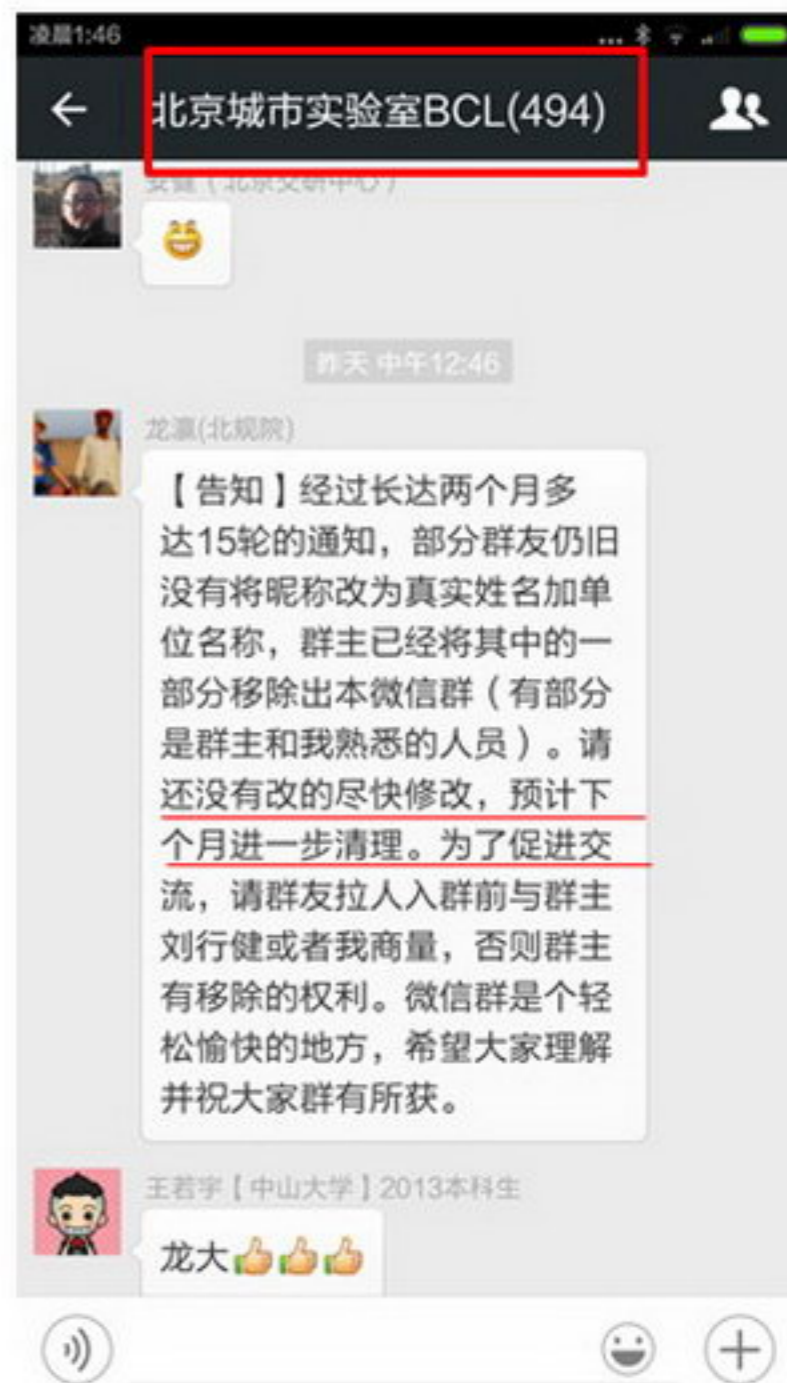 凌晨1:46
北京城市实验室BCL(494)
昨天 中午12:46
龙瀛(北规院)
【告知】经过长达两个月多
达15轮的通知，部分群友仍旧
没有将昵称改为真实姓名加单
位名称，群主已经将其中的一
部分移除出本微信群（有部分
是群主和我熟悉的人员）。请
还没有改的尽快修改，预计下
个月进一步清理。为了促进交
流，请群友拉人入群前与群主
刘行健或者我商量，否则群主
有移除的权利。微信群是个轻
松愉快的地方，希望大家理解
并祝大家群有所获。
王若宇【中山大学】2013本科生
龙大👍👍👍